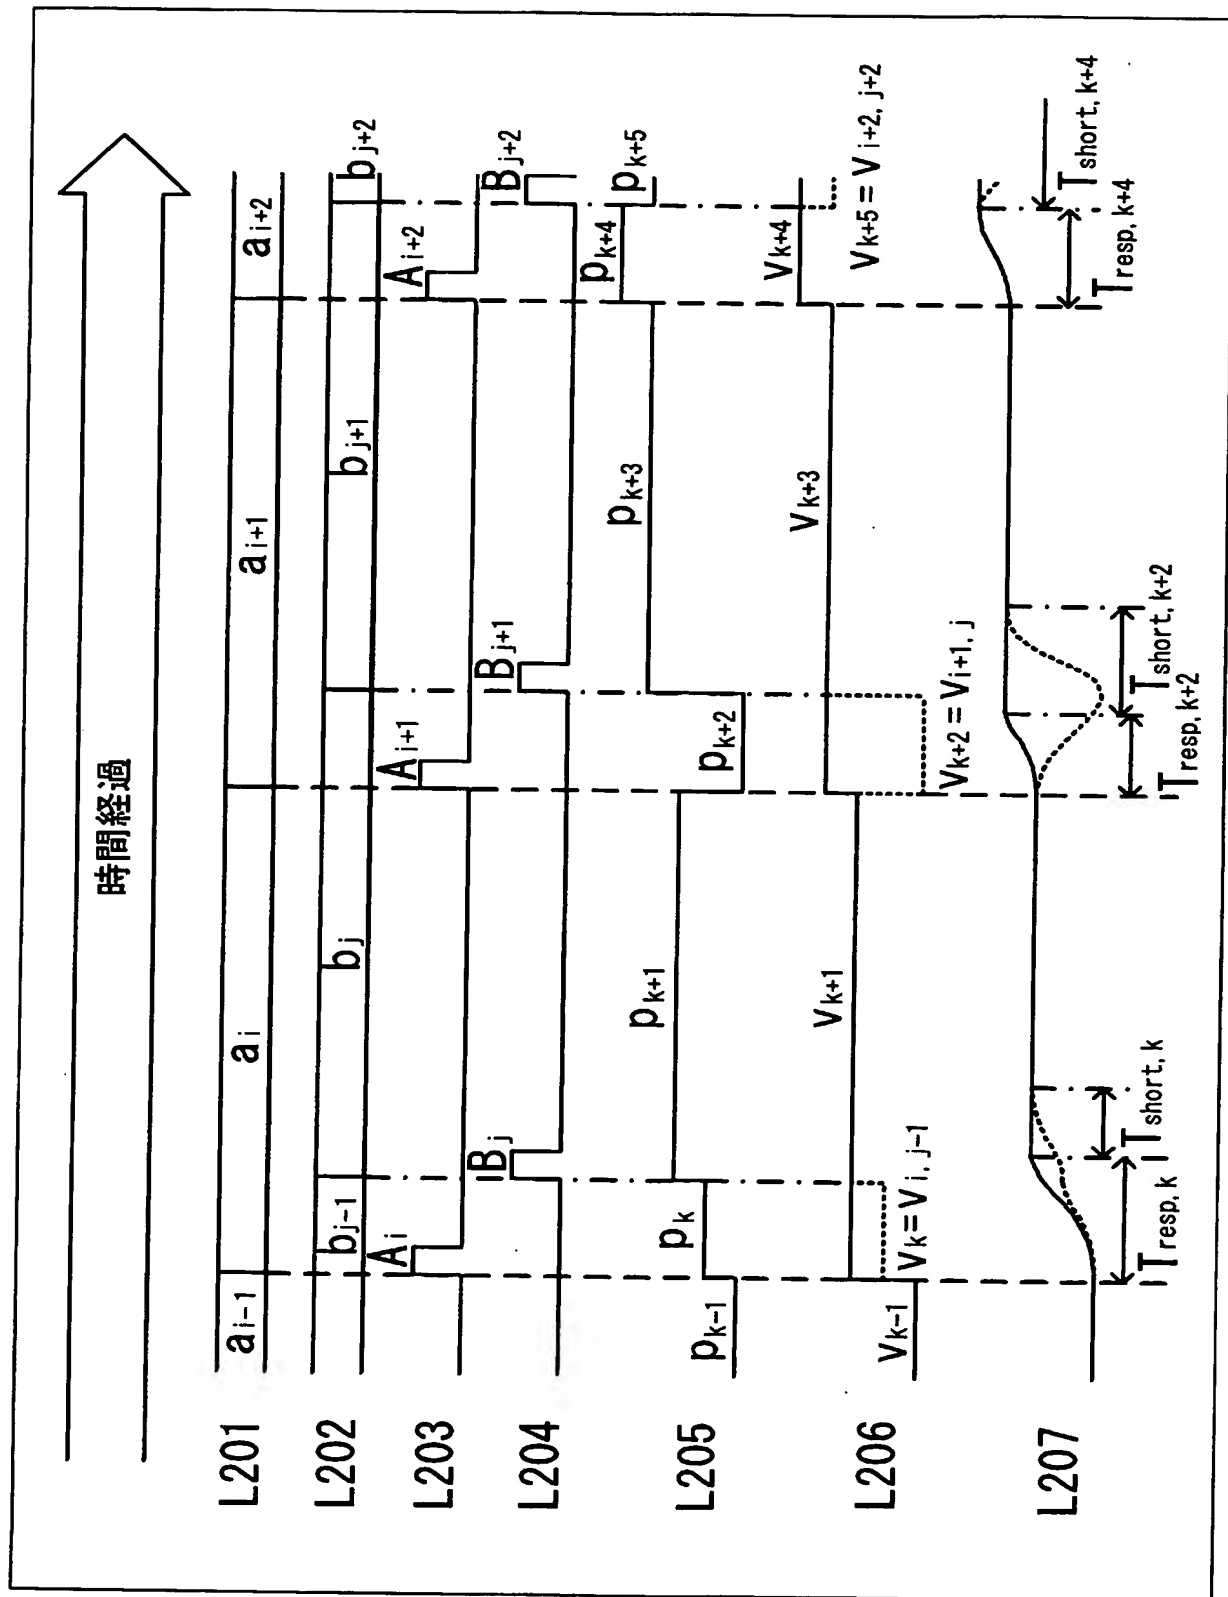 時間経過
L201 a i-1 a i a i+1 a i+2
L202 b j-1 b j b j+1 b j+2
L203 A i A i+1 A i+2
L204 B j B j+1 B j+2
L205 p k-1 p k p k+1 p k+2 p k+3 p k+4 p k+5
L206 v k-1 v k+1 v k+3 v k+4
v k = v i, j-1 v k+2 = v i+1, j v k+5 = v i+2, j+2
L207
T resp, k T short, k T resp, k+2 T short, k+2 T resp, k+4 T short, k+4